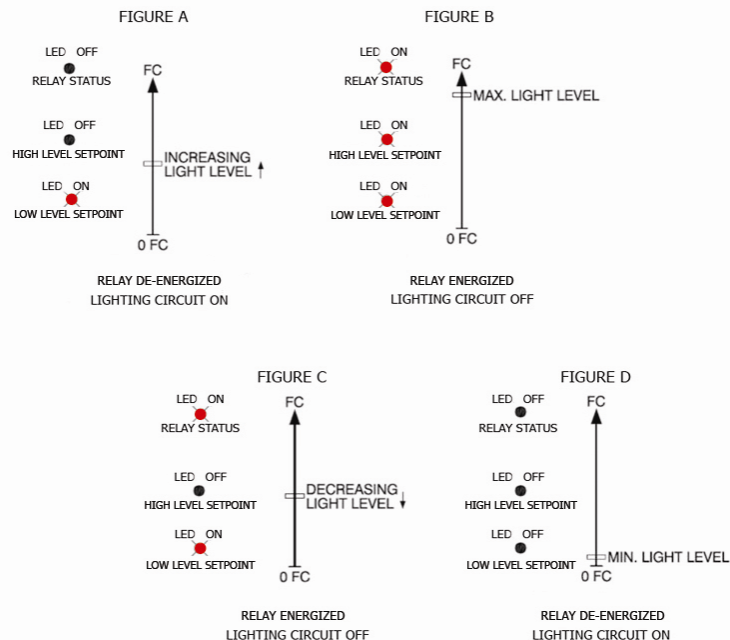 FIGURE A
LED OFF
RELAY STATUS
FC
LED OFF
HIGH LEVEL SETPOINT
INCREASING
LIGHT LEVEL
LED ON
LOW LEVEL SETPOINT
0 FC
RELAY DE-ENERGIZED
LIGHTING CIRCUIT ON
FIGURE B
LED ON
RELAY STATUS
FC
MAX. LIGHT LEVEL
LED ON
HIGH LEVEL SETPOINT
LED ON
LOW LEVEL SETPOINT
0 FC
RELAY ENERGIZED
LIGHTING CIRCUIT OFF
FIGURE C
LED ON
RELAY STATUS
FC
LED OFF
HIGH LEVEL SETPOINT
DECREASING
LIGHT LEVEL
LED ON
LOW LEVEL SETPOINT
0 FC
RELAY ENERGIZED
LIGHTING CIRCUIT OFF
FIGURE D
LED OFF
RELAY STATUS
FC
LED OFF
HIGH LEVEL SETPOINT
LED OFF
LOW LEVEL SETPOINT
MIN. LIGHT LEVEL
0 FC
RELAY DE-ENERGIZED
LIGHTING CIRCUIT ON